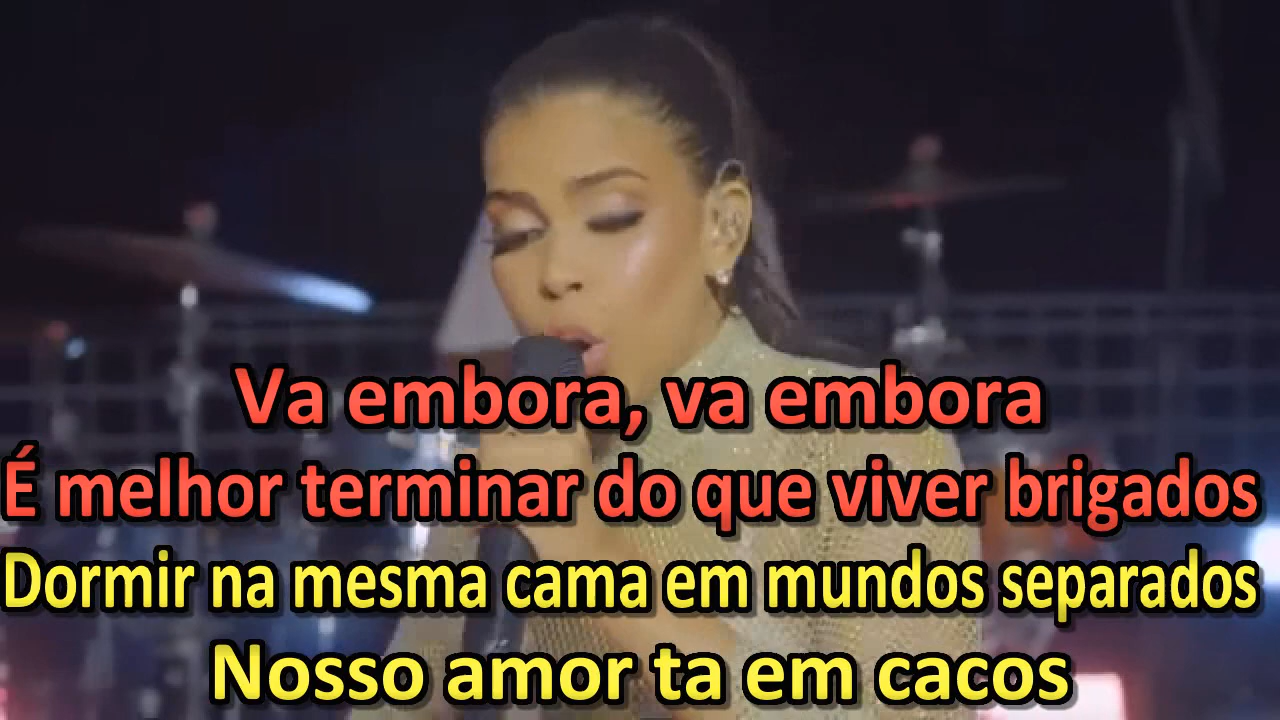 Va embora, va embora
É melhor terminar do que viver brigados
Dormir na mesma cama em mundos separados
Nosso amor ta em cacos